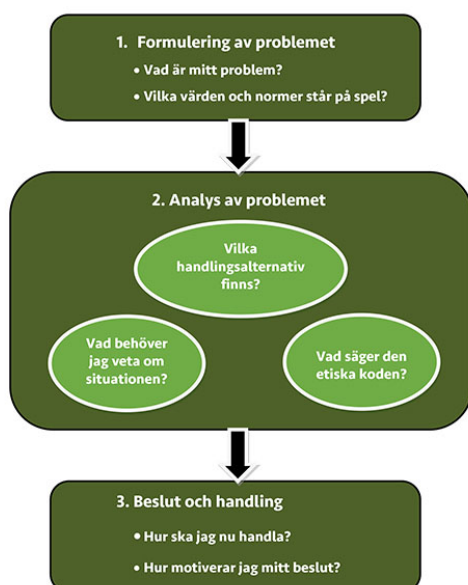 1. Formulering av problemet
• Vad är mitt problem?
• Vilka värden och normer står på spel?
2. Analys av problemet
Vilka
handlingsalternativ
finns?
Vad behöver
jag veta om
situationen?
Vad säger den
etiska koden?
3. Beslut och handling
• Hur ska jag nu handla?
• Hur motiverar jag mitt beslut?